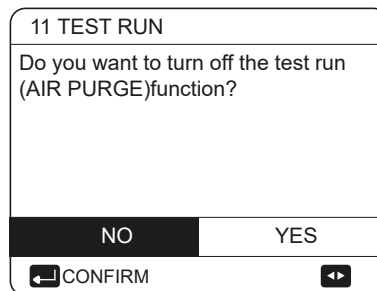 11 TEST RUN
Do you want to turn off the test run
(AIR PURGE)function?
NO YES
CONFIRM